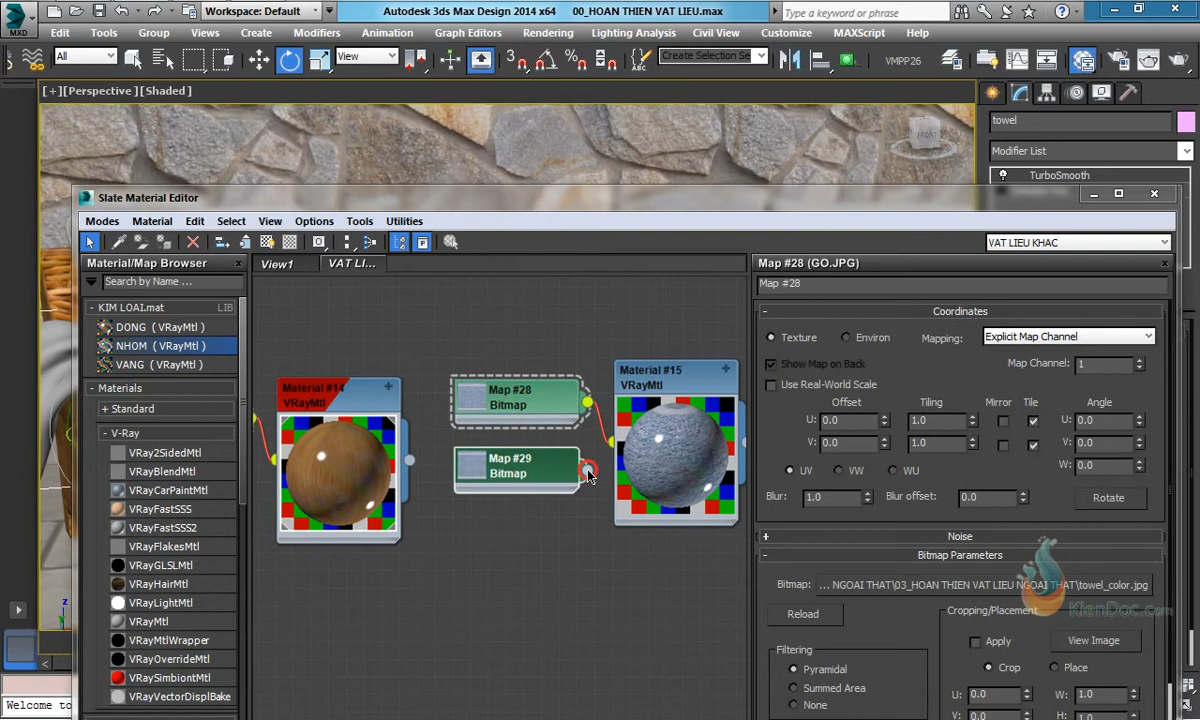 Workspace: Default
Autodesk 3ds Max Design 2014 x64 00_HOAN THIEN VAT LIEU.max
Type a keyword or phrase
MXD
Edit Tools Group Views Create Modifiers Animation Graph Editors Rendering Lighting Analysis Civil View Customize MAXScript Help
All
View
Create Selection Se
VMPP26
[+][Perspective][Shaded]
FRONT
towel
Modifier List
TurboSmooth
Slate Material Editor
Modes Material Edit Select View Options Tools Utilities
VAT LIEU KHAC
Material/Map Browser
Search by Name ...
- KIM LOAI.mat LIB
DONG ( VRayMtl )
NHOM ( VRayMtl )
VANG ( VRayMtl )
- Materials
+ Standard
- V-Ray
VRay2SidedMtl
VRayBlendMtl
VRayCarPaintMtl
VRayFastSSS
VRayFastSSS2
VRayFlakesMtl
VRayGLSLMtl
VRayHairMtl
VRayLightMtl
VRayMtl
VRayMtlWrapper
VRayOverrideMtl
VRaySimbiontMtl
VRayVectorDisplBake
View1
VAT LI...
Material #14
VRayMtl
Map #28
Bitmap
Map #29
Bitmap
Material #15
VRayMtl
Map #28 (GO.JPG)
Map #28
- Coordinates
Texture Environ Mapping: Explicit Map Channel
Show Map on Back Map Channel: 1
Use Real-World Scale
Offset Tiling Mirror Tile Angle
U: 0.0 1.0 U: 0.0
V: 0.0 1.0 V: 0.0
W: 0.0
UV VW WU
Blur: 1.0 Blur offset: 0.0 Rotate
+ Noise
- Bitmap Parameters
Bitmap: ... NGOAI THAT\03_HOAN THIEN VAT LIEU NGOAI THAT\towel_color.jpg
Reload
Cropping/Placement
Apply View Image
Crop Place
Filtering
Pyramidal
Summed Area
None
U: 0.0 W: 1.0
V: 0.0 H: 1.0
KienDoc.com
z
Welcome to